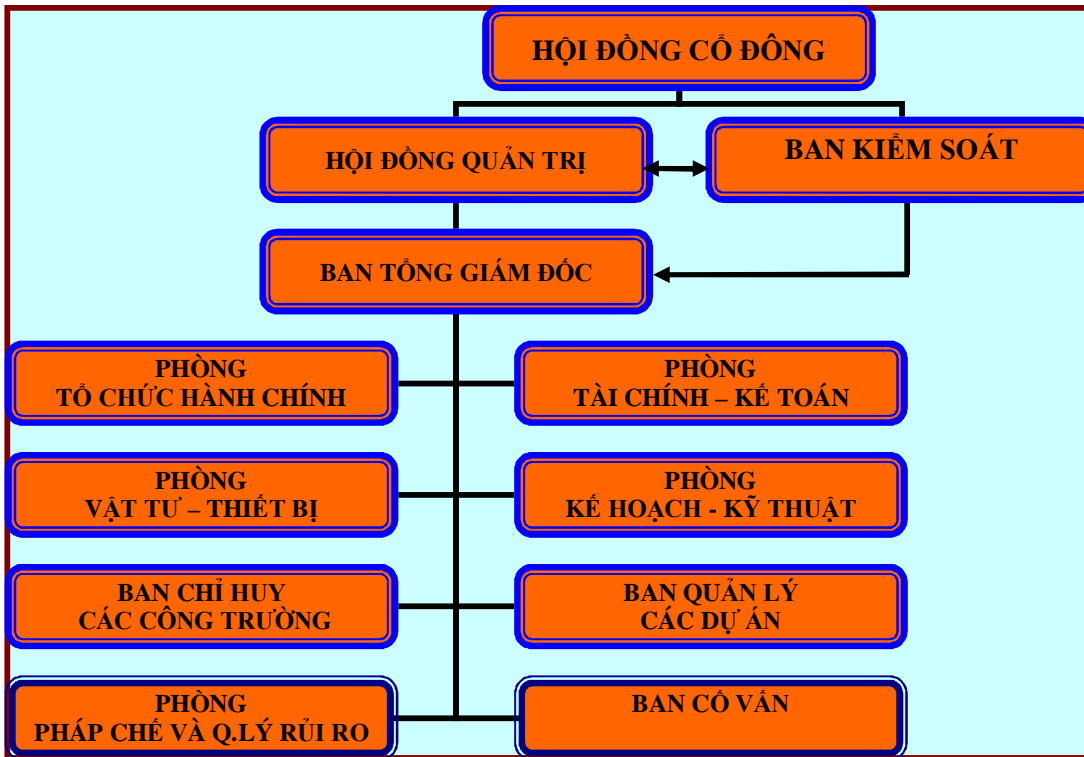 HỘI ĐỒNG CỔ ĐÔNG
HỘI ĐỒNG QUẢN TRỊ
BAN KIỂM SOÁT
BAN TỔNG GIÁM ĐỐC
PHÒNG
TỔ CHỨC HÀNH CHÍNH
PHÒNG
TÀI CHÍNH – KẾ TOÁN
PHÒNG
VẬT TƯ – THIẾT BỊ
PHÒNG
KẾ HOẠCH - KỸ THUẬT
BAN CHỈ HUY
CÁC CÔNG TRƯỜNG
BAN QUẢN LÝ
CÁC DỰ ÁN
PHÒNG
PHÁP CHẾ VÀ Q.LÝ RỦI RO
BAN CỐ VẤN